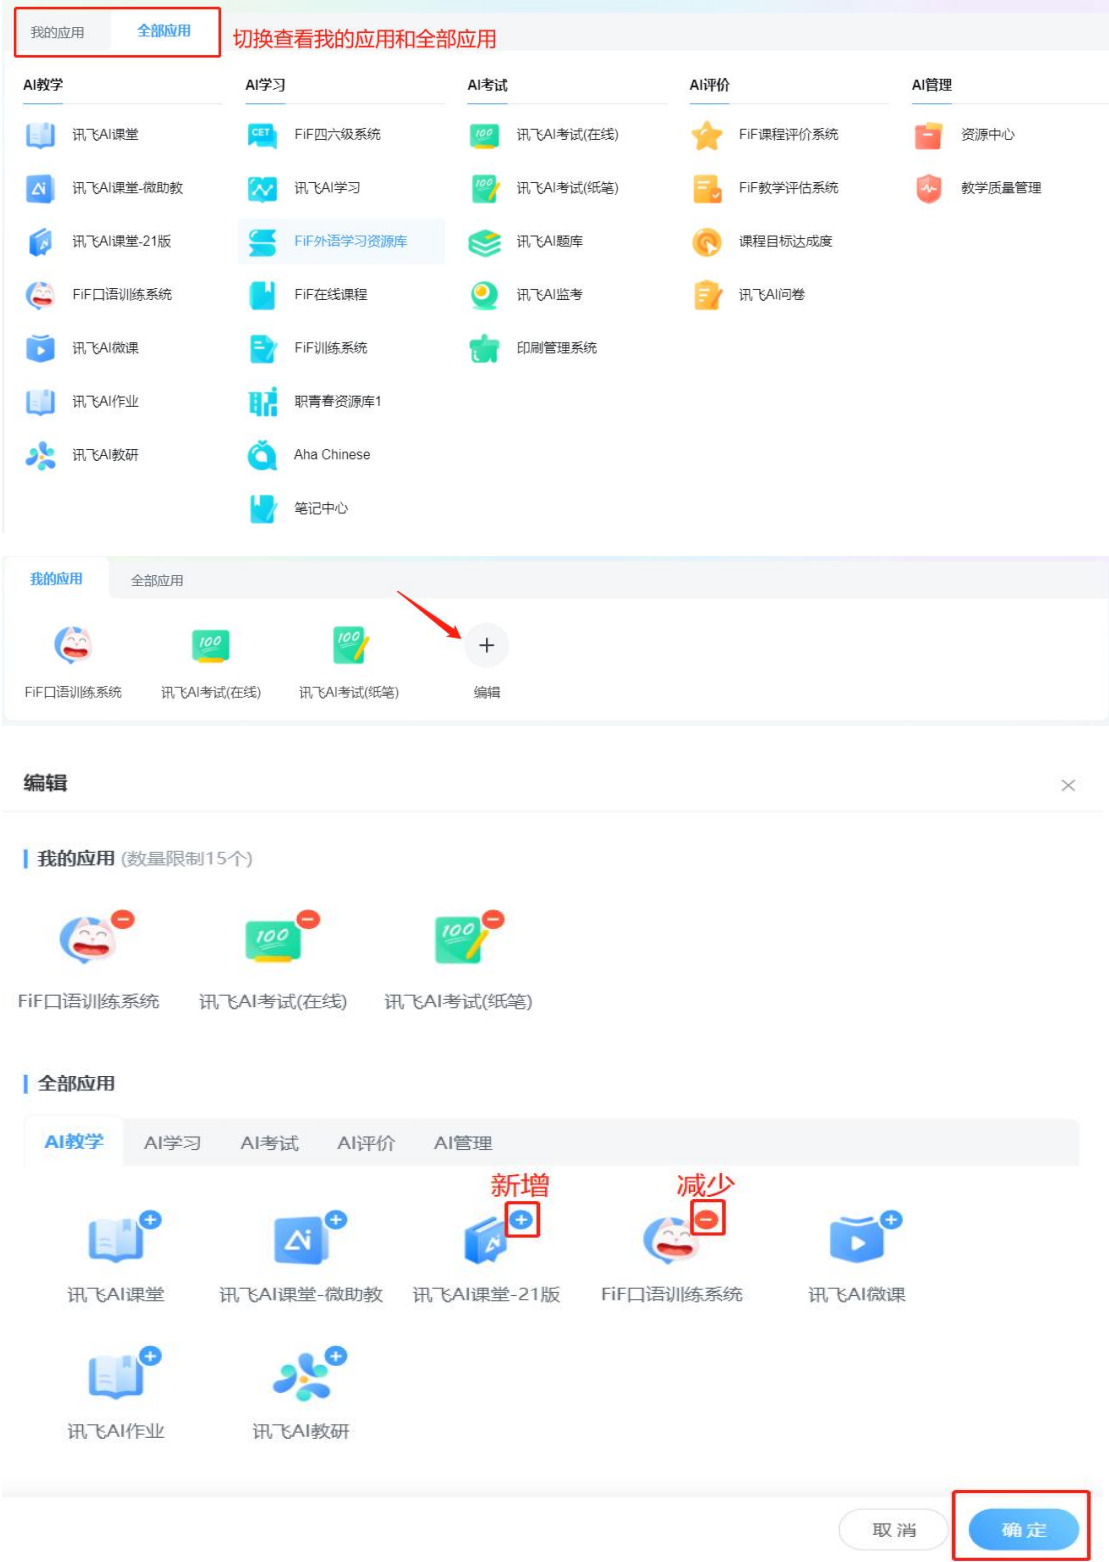 我的应用 全部应用 切换查看我的应用和全部应用
AI教学 AI学习 AI考试 AI评价 AI管理
讯飞AI课堂 FiF四六级系统 讯飞AI考试(在线) FiF课程评价系统 资源中心
讯飞AI课堂-微助教 讯飞AI学习 讯飞AI考试(纸笔) FiF教学评估系统 教学质量管理
讯飞AI课堂-21版 FiF外语学习资源库 讯飞AI题库 课程目标达成度
FiF口语训练系统 FiF在线课程 讯飞AI监考 讯飞AI问卷
讯飞AI微课 FiF训练系统 印刷管理系统
讯飞AI作业 职青春资源库1
讯飞AI教研 Aha Chinese
笔记中心
我的应用 全部应用
FiF口语训练系统 讯飞AI考试(在线) 讯飞AI考试(纸笔) 编辑
编辑
我的应用 (数量限制15个)
FiF口语训练系统 讯飞AI考试(在线) 讯飞AI考试(纸笔)
全部应用
AI教学 AI学习 AI考试 AI评价 AI管理
新增 减少
讯飞AI课堂 讯飞AI课堂-微助教 讯飞AI课堂-21版 FiF口语训练系统 讯飞AI微课
讯飞AI作业 讯飞AI教研
取消 确定